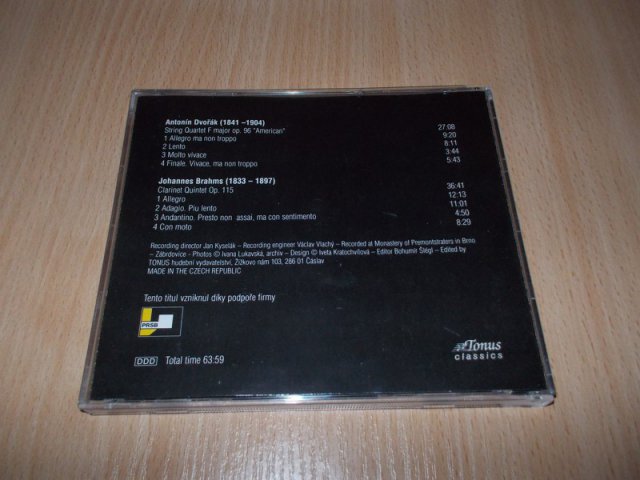 Antonín Dvořák (1841 –1904)
String Quartet F major op. 96 "American" 27:08
1 Allegro ma non troppo 9:20
2 Lento 8:11
3 Molto vivace 3:44
4 Finale. Vivace, ma non troppo 5:43
Johannes Brahms (1833 – 1897)
Clarinet Quintet Op. 115 36:41
1 Allegro 12:13
2 Adagio. Piu lento 11:01
3 Andantino. Presto non assai, ma con sentimento 4:50
4 Con moto 8:29
Recording director Jan Kyselák – Recording engineer Václav Vlachý – Recorded at Monastery of Premontstraters in Brno
- Zábrdovice - Photos © Ivana Lukavská, archiv – Design © Iveta Kratochvílová - Editor Bohumír Štégl - Edited by
TONUS hudební vydavatelství, Žižkovo nám 103, 286 01 Čáslav
MADE IN THE CZECH REPUBLIC
Tento titul vzniknul díky podpoře firmy
PRSB
DDD Total time 63:59
Tonus
classics